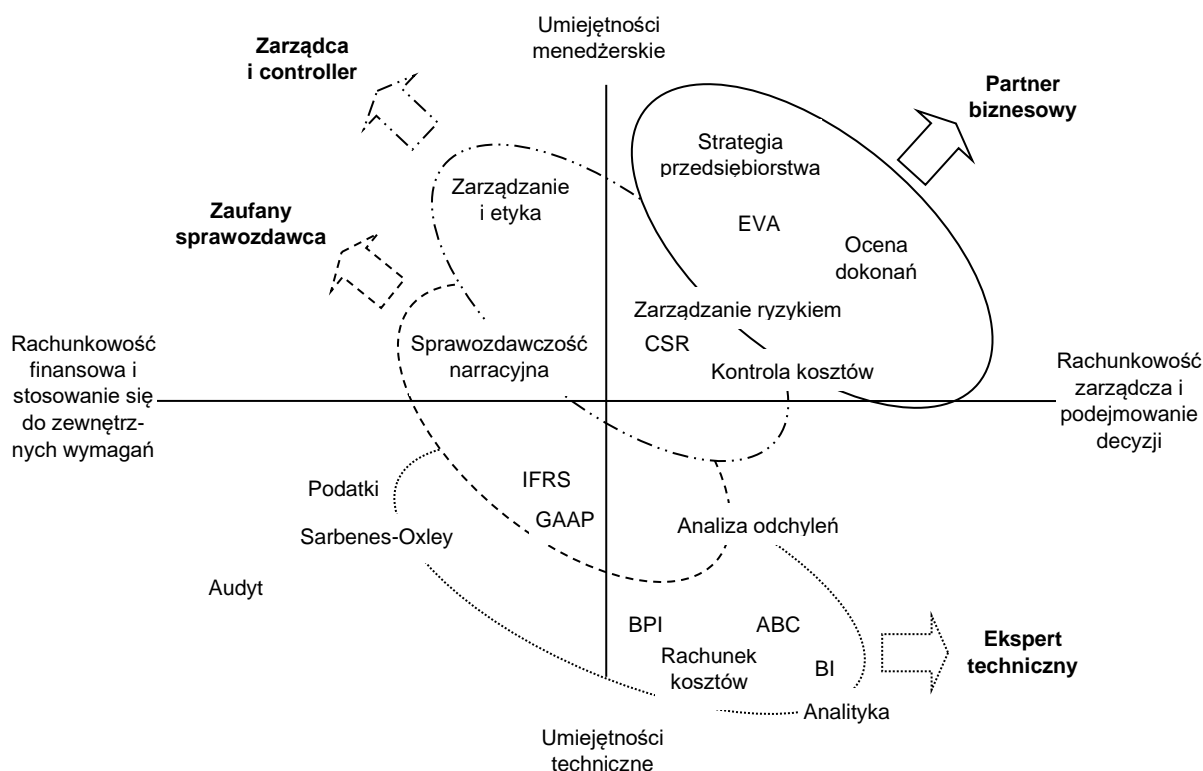 Umiejętności
menedżerskie
Zarządca
i controller
Partner
biznesowy
Strategia
przedsiębiorstwa
Zarządzanie
i etyka
Zaufany
sprawozdawca
EVA
Ocena
dokonań
Zarządzanie ryzykiem
CSR
Sprawozdawczość
narracyjna
Kontrola kosztów
Rachunkowość
finansowa i
stosowanie się
do zewnętrz-
nych wymagań
Rachunkowość
zarządcza i
podejmowanie
decyzji
IFRS
Podatki
GAAP
Analiza odchyleń
Sarbenes-Oxley
Audyt
BPI
ABC
Rachunek
kosztów
BI
Ekspert
techniczny
Analityka
Umiejętności
techniczne